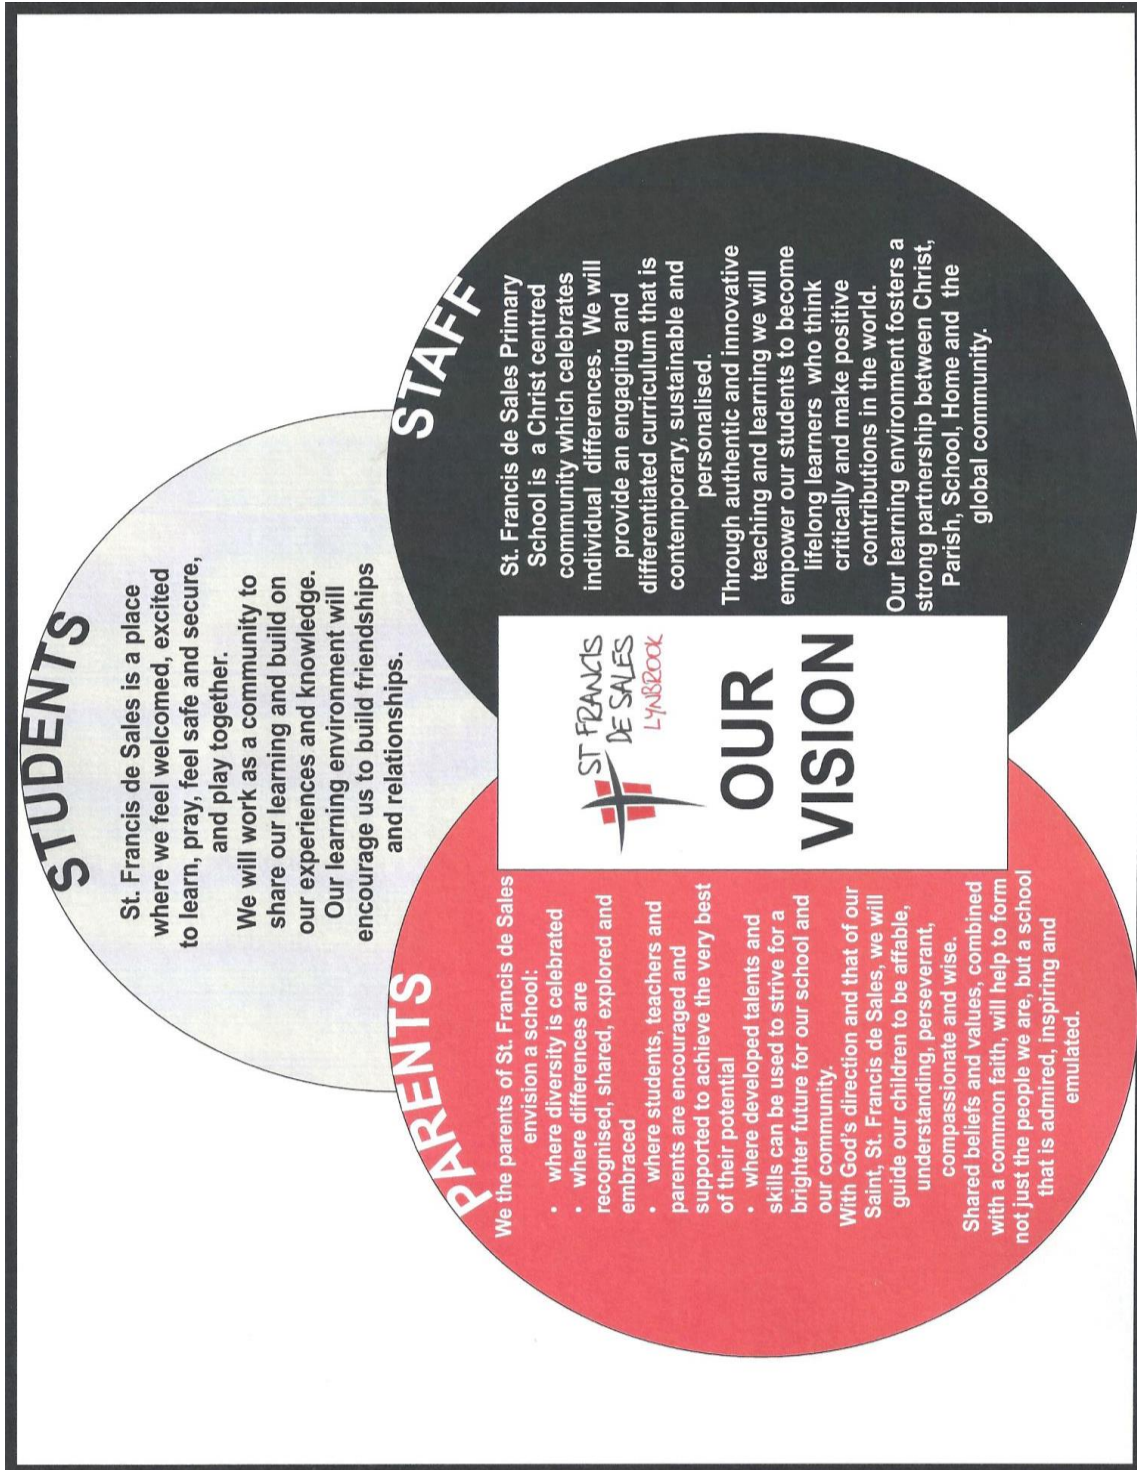 STUDENTS
St. Francis de Sales is a place
where we feel welcomed, excited
to learn, pray, feel safe and secure,
and play together.
We will work as a community to
share our learning and build on
our experiences and knowledge.
Our learning environment will
encourage us to build friendships
and relationships.
PARENTS
We the parents of St. Francis de Sales
envision a school:
• where diversity is celebrated
• where differences are
recognised, shared, explored and
embraced
• where students, teachers and
parents are encouraged and
supported to achieve the very best
of their potential
• where developed talents and
skills can be used to strive for a
brighter future for our school and
our community.
With God's direction and that of our
Saint, St. Francis de Sales, we will
guide our children to be affable,
understanding, perseverant,
compassionate and wise.
Shared beliefs and values, combined
with a common faith, will help to form
not just the people we are, but a school
that is admired, inspiring and
emulated.
ST FRANCIS
DE SALES
LYNBROOK
OUR
VISION
STAFF
St. Francis de Sales Primary
School is a Christ centred
community which celebrates
individual differences. We will
provide an engaging and
differentiated curriculum that is
contemporary, sustainable and
personalised.
Through authentic and innovative
teaching and learning we will
empower our students to become
lifelong learners who think
critically and make positive
contributions in the world.
Our learning environment fosters a
strong partnership between Christ,
Parish, School, Home and the
global community.